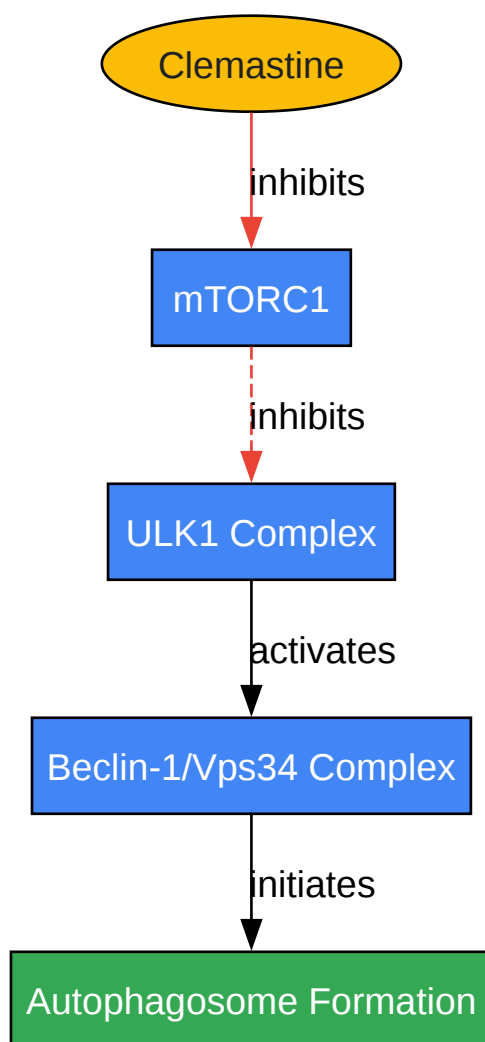 Clemastine
inhibits
mTORC1
inhibits
ULK1 Complex
activates
Beclin-1/Vps34 Complex
initiates
Autophagosome Formation